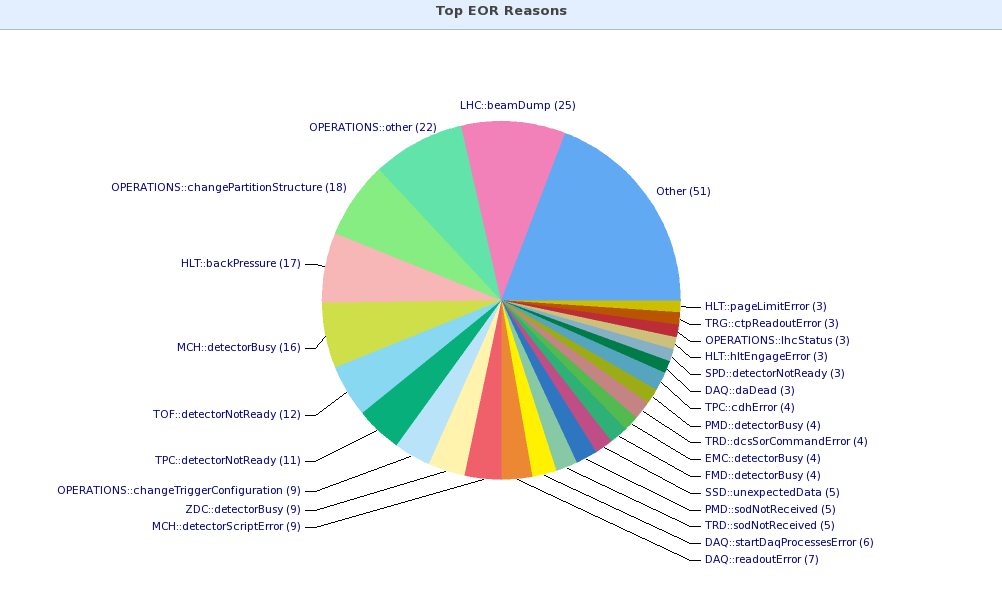 Top EOR Reasons
LHC::beamDump (25)
OPERATIONS::other (22)
OPERATIONS::changePartitionStructure (18)
Other (51)
HLT::backPressure (17)
MCH::detectorBusy (16)
TOF::detectorNotReady (12)
TPC::detectorNotReady (11)
OPERATIONS::changeTriggerConfiguration (9)
ZDC::detectorBusy (9)
MCH::detectorScriptError (9)
HLT::pageLimitError (3)
TRG::ctpReadoutError (3)
OPERATIONS::lhcStatus (3)
HLT::hltEngageError (3)
SPD::detectorNotReady (3)
DAQ::daDead (3)
TPC::cdhError (4)
PMD::detectorBusy (4)
TRD::dcsSorCommandError (4)
EMC::detectorBusy (4)
FMD::detectorBusy (4)
SSD::unexpectedData (5)
PMD::sodNotReceived (5)
TRD::sodNotReceived (5)
DAQ::startDaqProcessesError (6)
DAQ::readoutError (7)